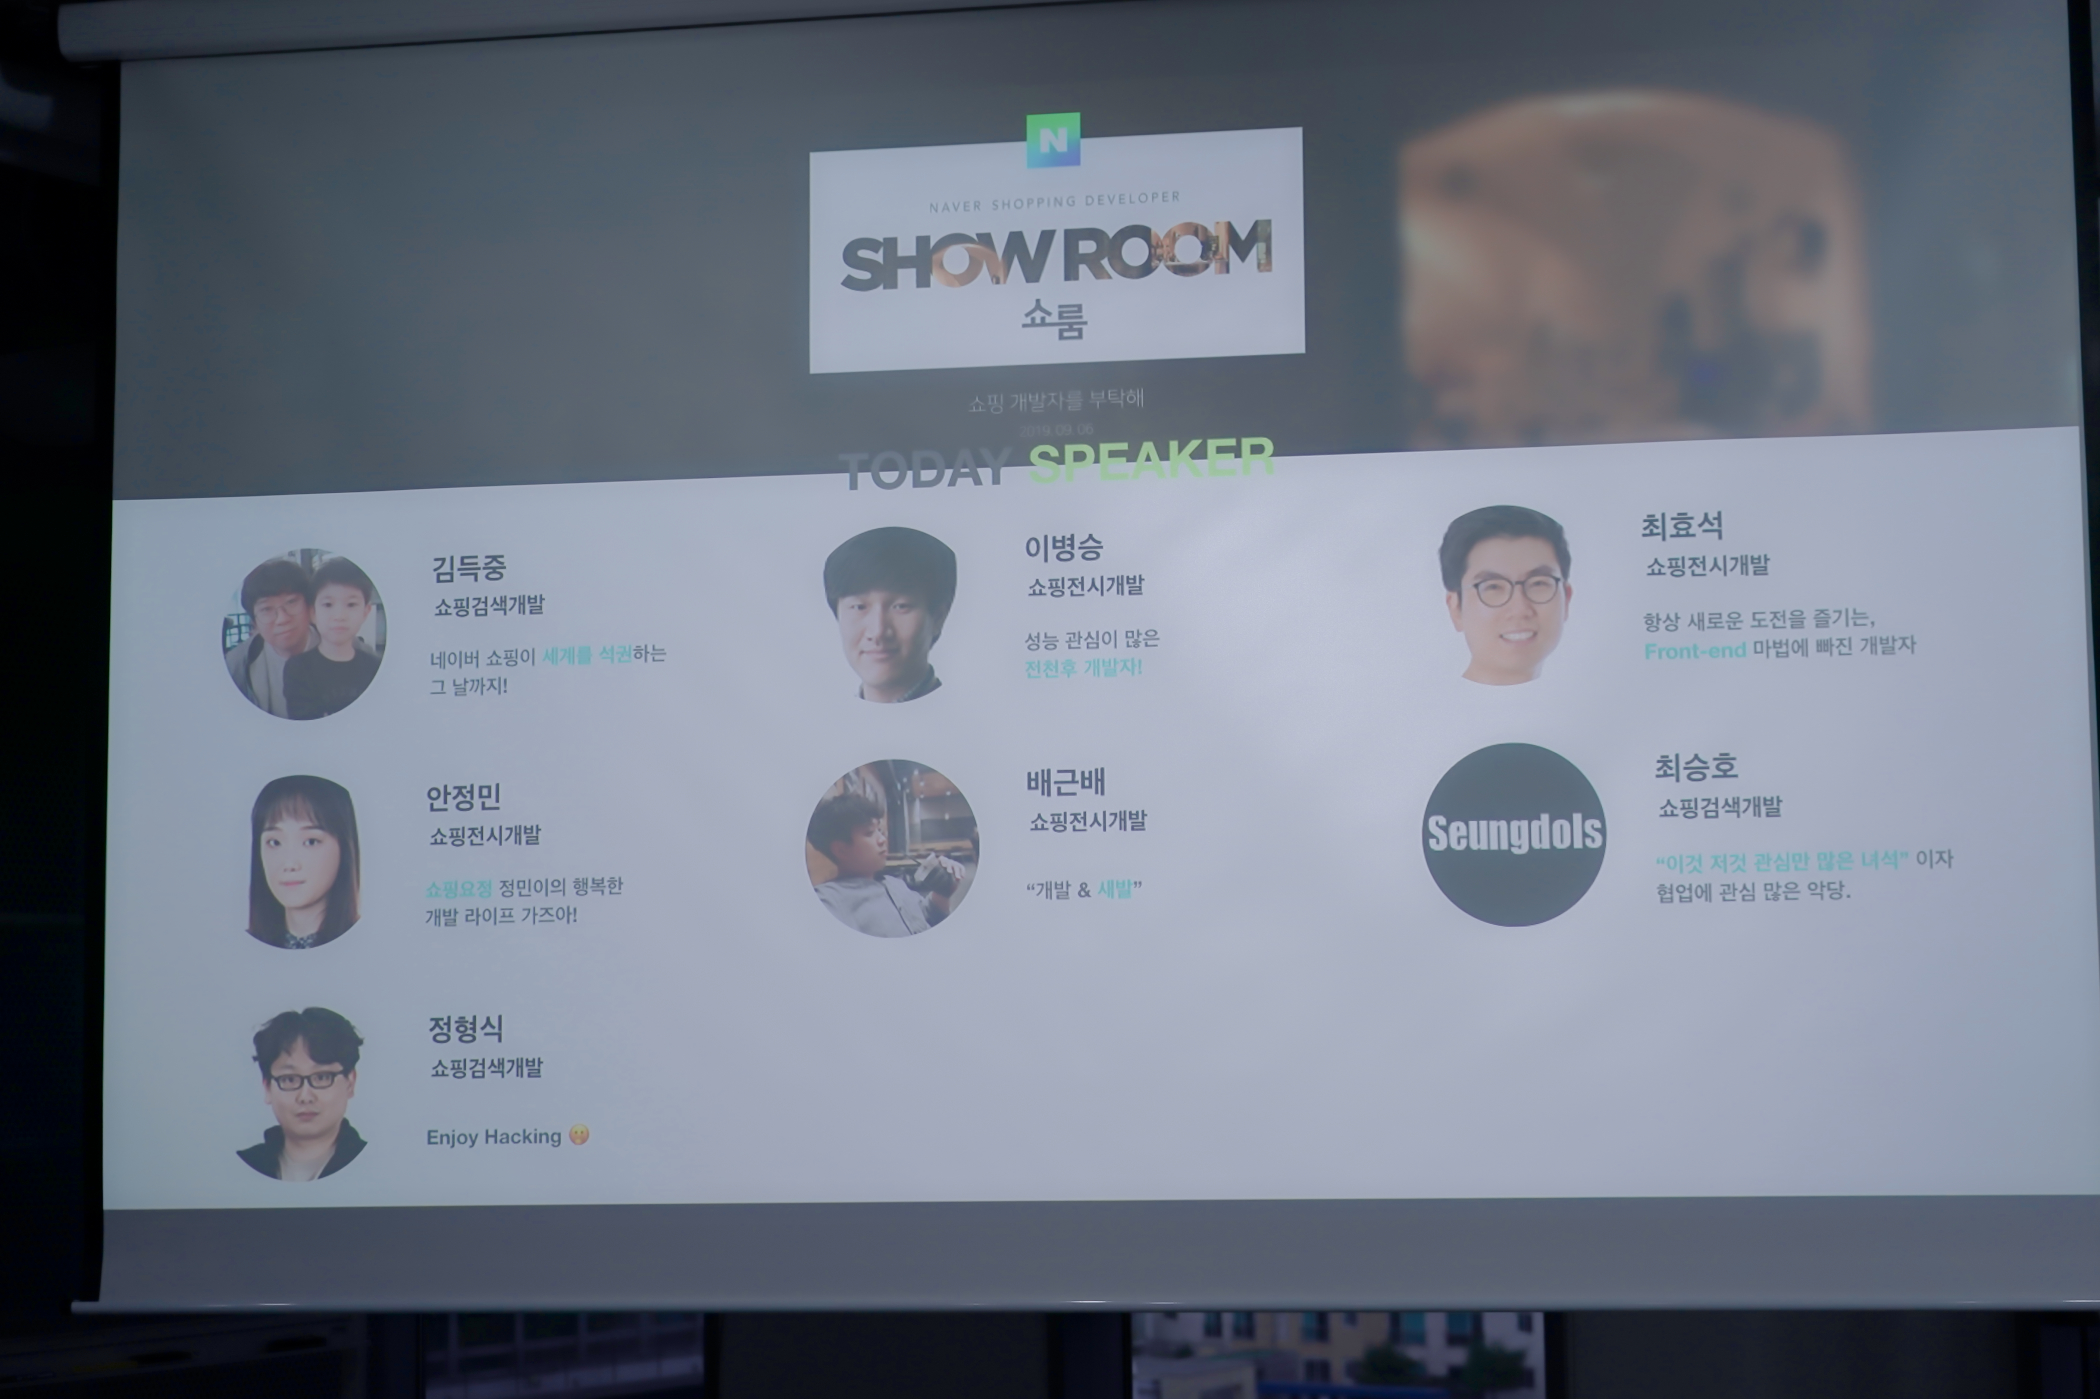 N
NAVER SHOPPING DEVELOPER
SHOW ROOM
쇼룸
쇼핑 개발자를 부탁해
2019. 09. 06
TODAY SPEAKER
김득중
쇼핑검색개발
네이버 쇼핑이 세계를 석권하는
그 날까지!
이병승
쇼핑전시개발
성능 관심이 많은
전천후 개발자!
최효석
쇼핑전시개발
항상 새로운 도전을 즐기는,
Front-end 마법에 빠진 개발자
안정민
쇼핑전시개발
쇼핑요정 정민이의 행복한
개발 라이프 가즈아!
배근배
쇼핑전시개발
“개발 & 새발”
Seungdols
최승호
쇼핑검색개발
“이것 저것 관심만 많은 녀석” 이자
협업에 관심 많은 악당.
정형식
쇼핑검색개발
Enjoy Hacking 🤭